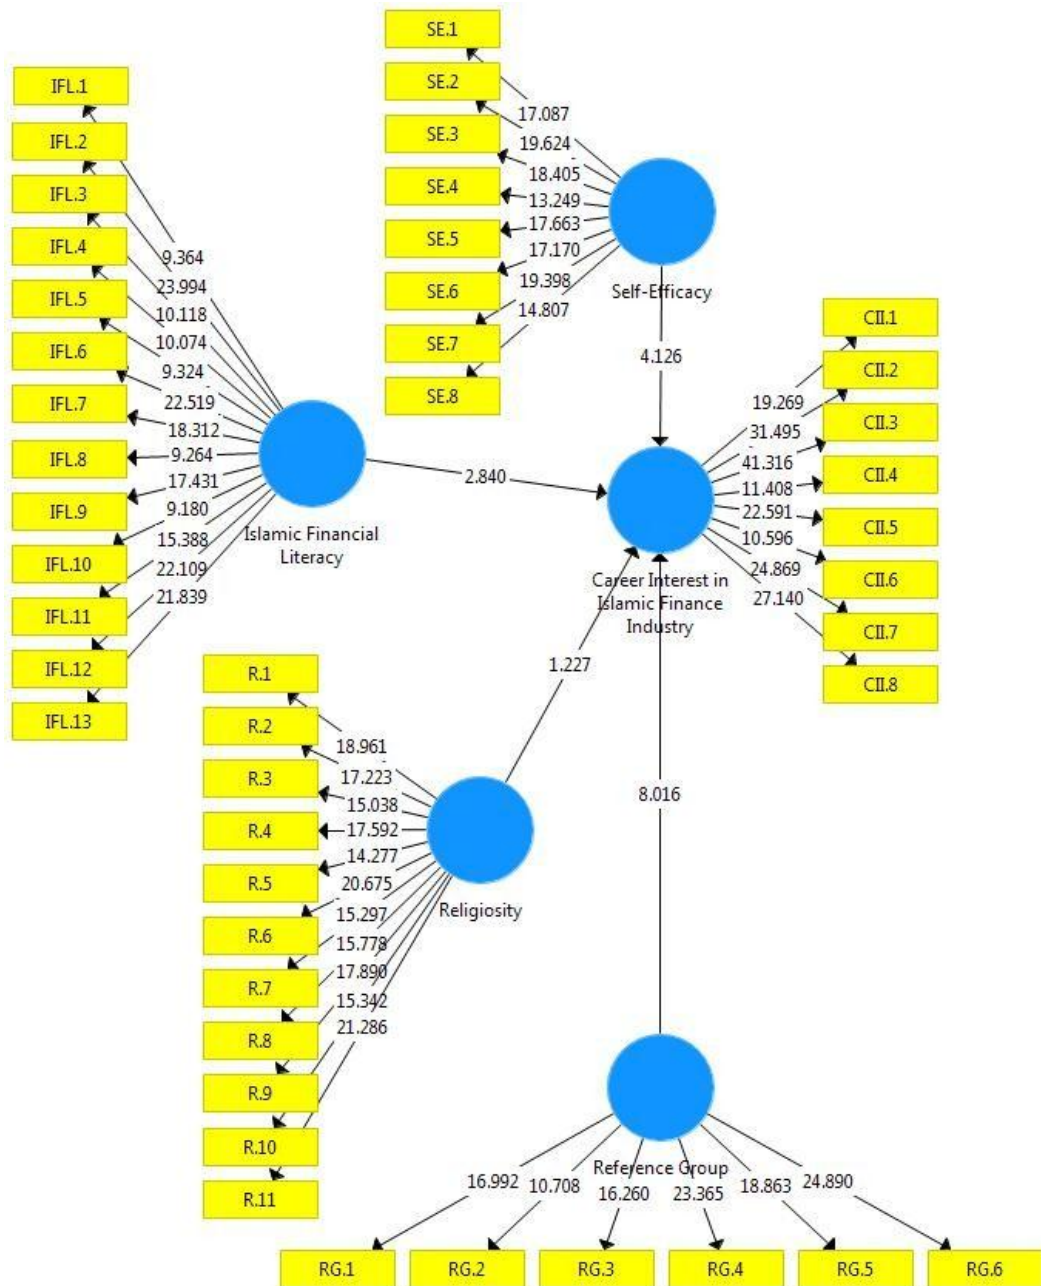 SE.1
SE.2
SE.3
SE.4
SE.5
SE.6
SE.7
SE.8
17.087
19.624
18.405
13.249
17.663
17.170
19.398
14.807
Self-Efficacy
4.126
IFL.1
IFL.2
IFL.3
IFL.4
IFL.5
IFL.6
IFL.7
IFL.8
IFL.9
IFL.10
IFL.11
IFL.12
IFL.13
9.364
23.994
10.118
10.074
9.324
22.519
18.312
9.264
17.431
9.180
15.388
22.109
21.839
Islamic Financial
Literacy
2.840
CII.1
CII.2
CII.3
CII.4
CII.5
CII.6
CII.7
CII.8
19.269
31.495
41.316
11.408
22.591
10.596
24.869
27.140
Career Interest in
Islamic Finance
Industry
1.227
R.1
R.2
R.3
R.4
R.5
R.6
R.7
R.8
R.9
R.10
R.11
18.961
17.223
15.038
17.592
14.277
20.675
15.297
15.778
17.890
15.342
21.286
Religiosity
8.016
Reference Group
16.992
10.708
16.260
23.365
18.863
24.890
RG.1
RG.2
RG.3
RG.4
RG.5
RG.6